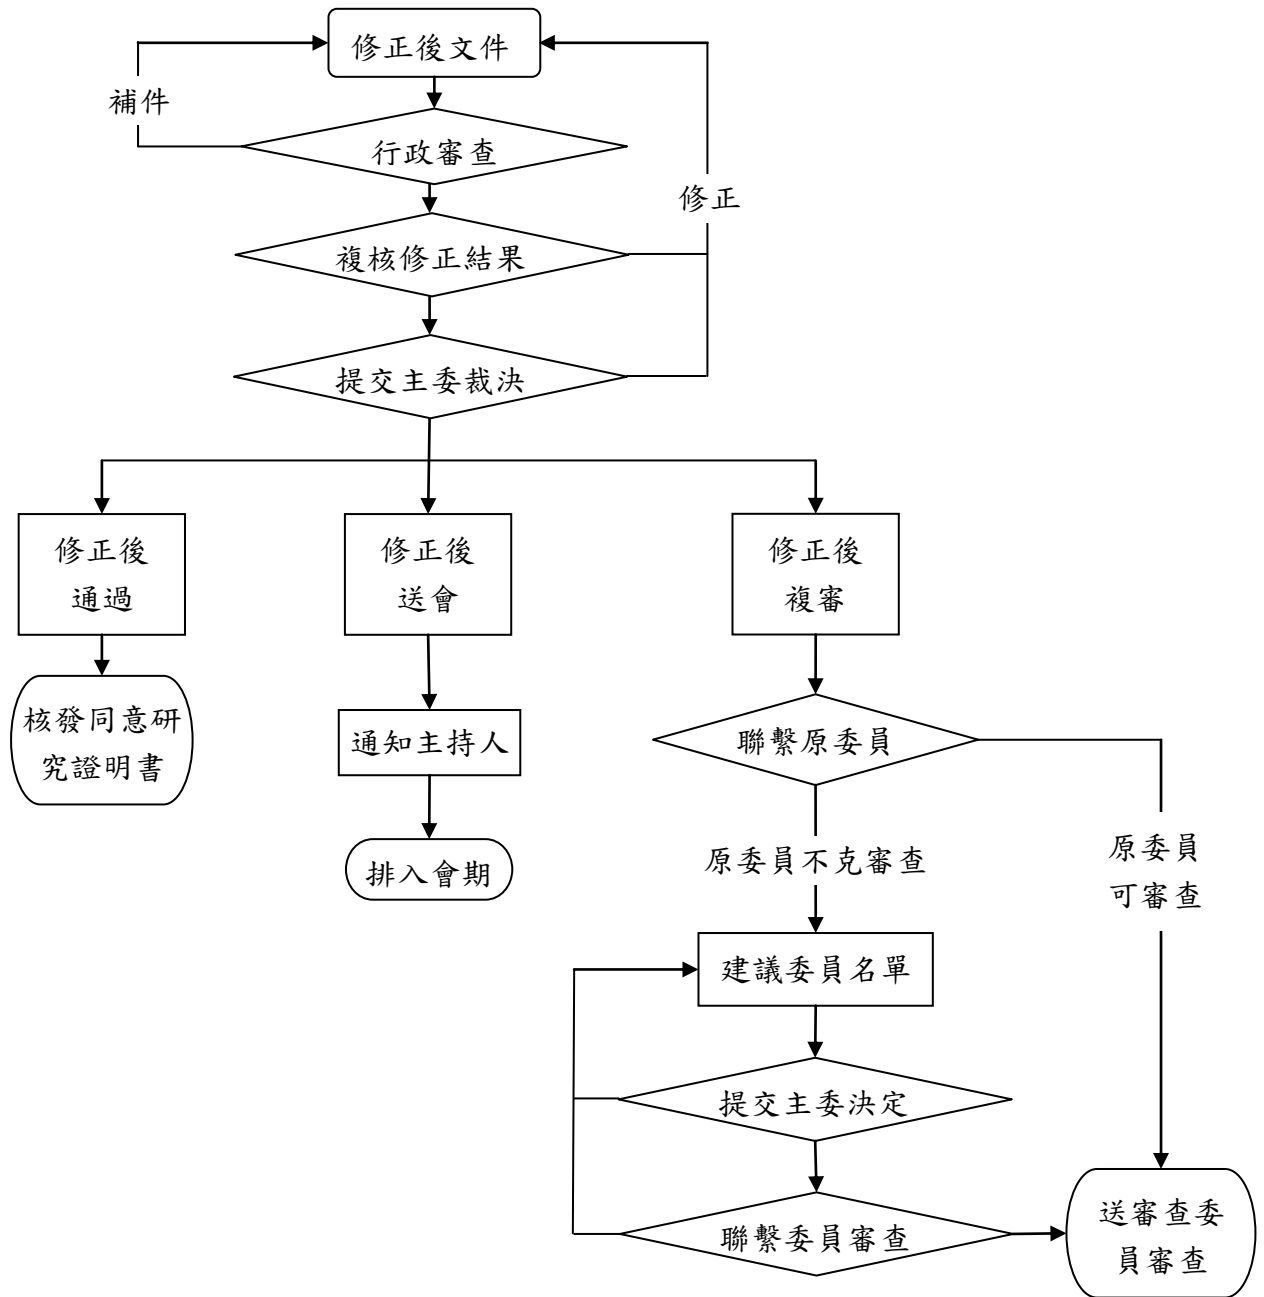 修正後文件
補件
行政審查
修正
複核修正結果
提交主委裁決
修正後
通過
修正後
送會
修正後
複審
核發同意研
究證明書
通知主持人
聯繫原委員
排入會期
原委員不克審查
原委員
可審查
建議委員名單
提交主委決定
聯繫委員審查
送審查委
員審查